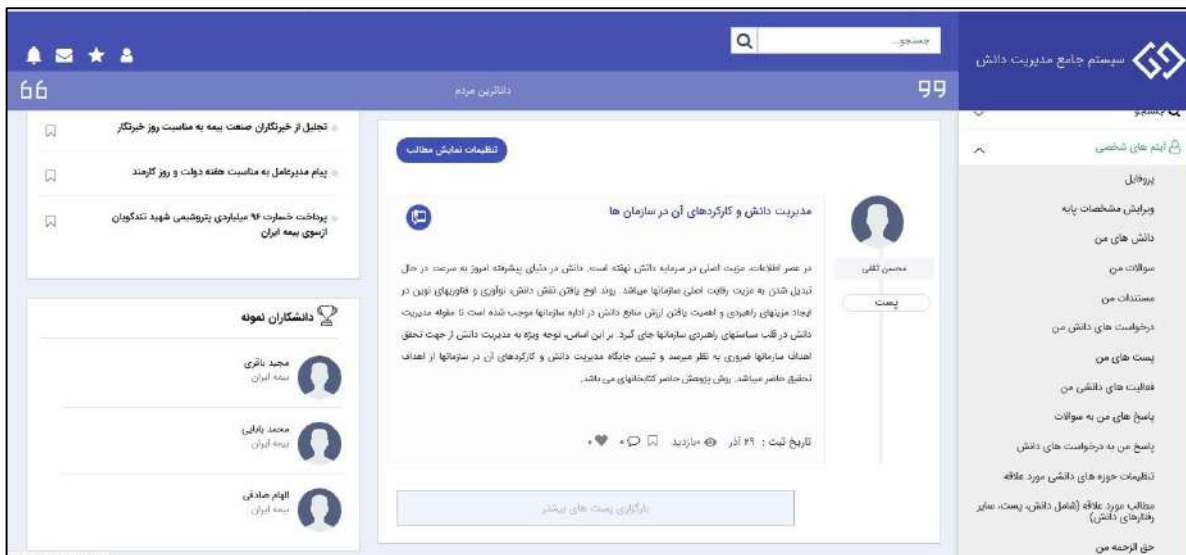 سیستم جامع مدیریت دانش
جستجو...
داناترین مردم
جستجو
آیتم های شخصی
پروفایل
ویرایش مشخصات پایه
دانش های من
سوالات من
مستندات من
درخواست های دانش من
پست های من
فعالیت های دانشی من
پاسخ های من به سوالات
پاسخ من به درخواست های دانش
تنظیمات حوزه های دانشی مورد علاقه
مطالب مورد علاقه (شامل دانش، پست، سایر
رفتارهای دانش)
حق الزحمه من
تنظیمات نمایش مطالب
محسن ثقفی
پست
مدیریت دانش و کارکردهای آن در سازمان ها
در عصر اطلاعات، مزیت اصلی در سرمایه دانش نهفته است. دانش در دنیای پیشرفته امروز به سرعت در حال
تبدیل شدن به مزیت رقابت اصلی سازمانها میباشد. روند اوج یافتن نقش دانش، نوآوری و فناوریهای نوین در
ایجاد مزیتهای راهبردی و اهمیت یافتن ارزش منابع دانش در اداره سازمانها موجب شده است تا مقوله مدیریت
دانش در قلب سیاستهای راهبردی سازمانها جای گیرد. بر این اساس، توجه ویژه به مدیریت دانش از جهت تحقق
اهداف سازمانها ضروری به نظر میرسد و تبیین جایگاه مدیریت دانش و کارکردهای آن در سازمانها از اهداف
تحقیق حاضر میباشد. روش پژوهش حاضر کتابخانهای می باشد.
تاریخ ثبت : ۲۹ آذر ۰بازدید ۰ ۰
بارگزاری پست های بیشتر
تجلیل از خبرنگاران صنعت بیمه به مناسبت روز خبرنگار
پیام مدیرعامل به مناسبت هفته دولت و روز کارمند
پرداخت خسارت ۹۶ میلیاردی پتروشیمی شهید تندگویان
ازسوی بیمه ایران
دانشکاران نمونه
مجید باقری
بیمه ایران
محمد بابایی
بیمه ایران
الهام صادقی
بیمه ایران